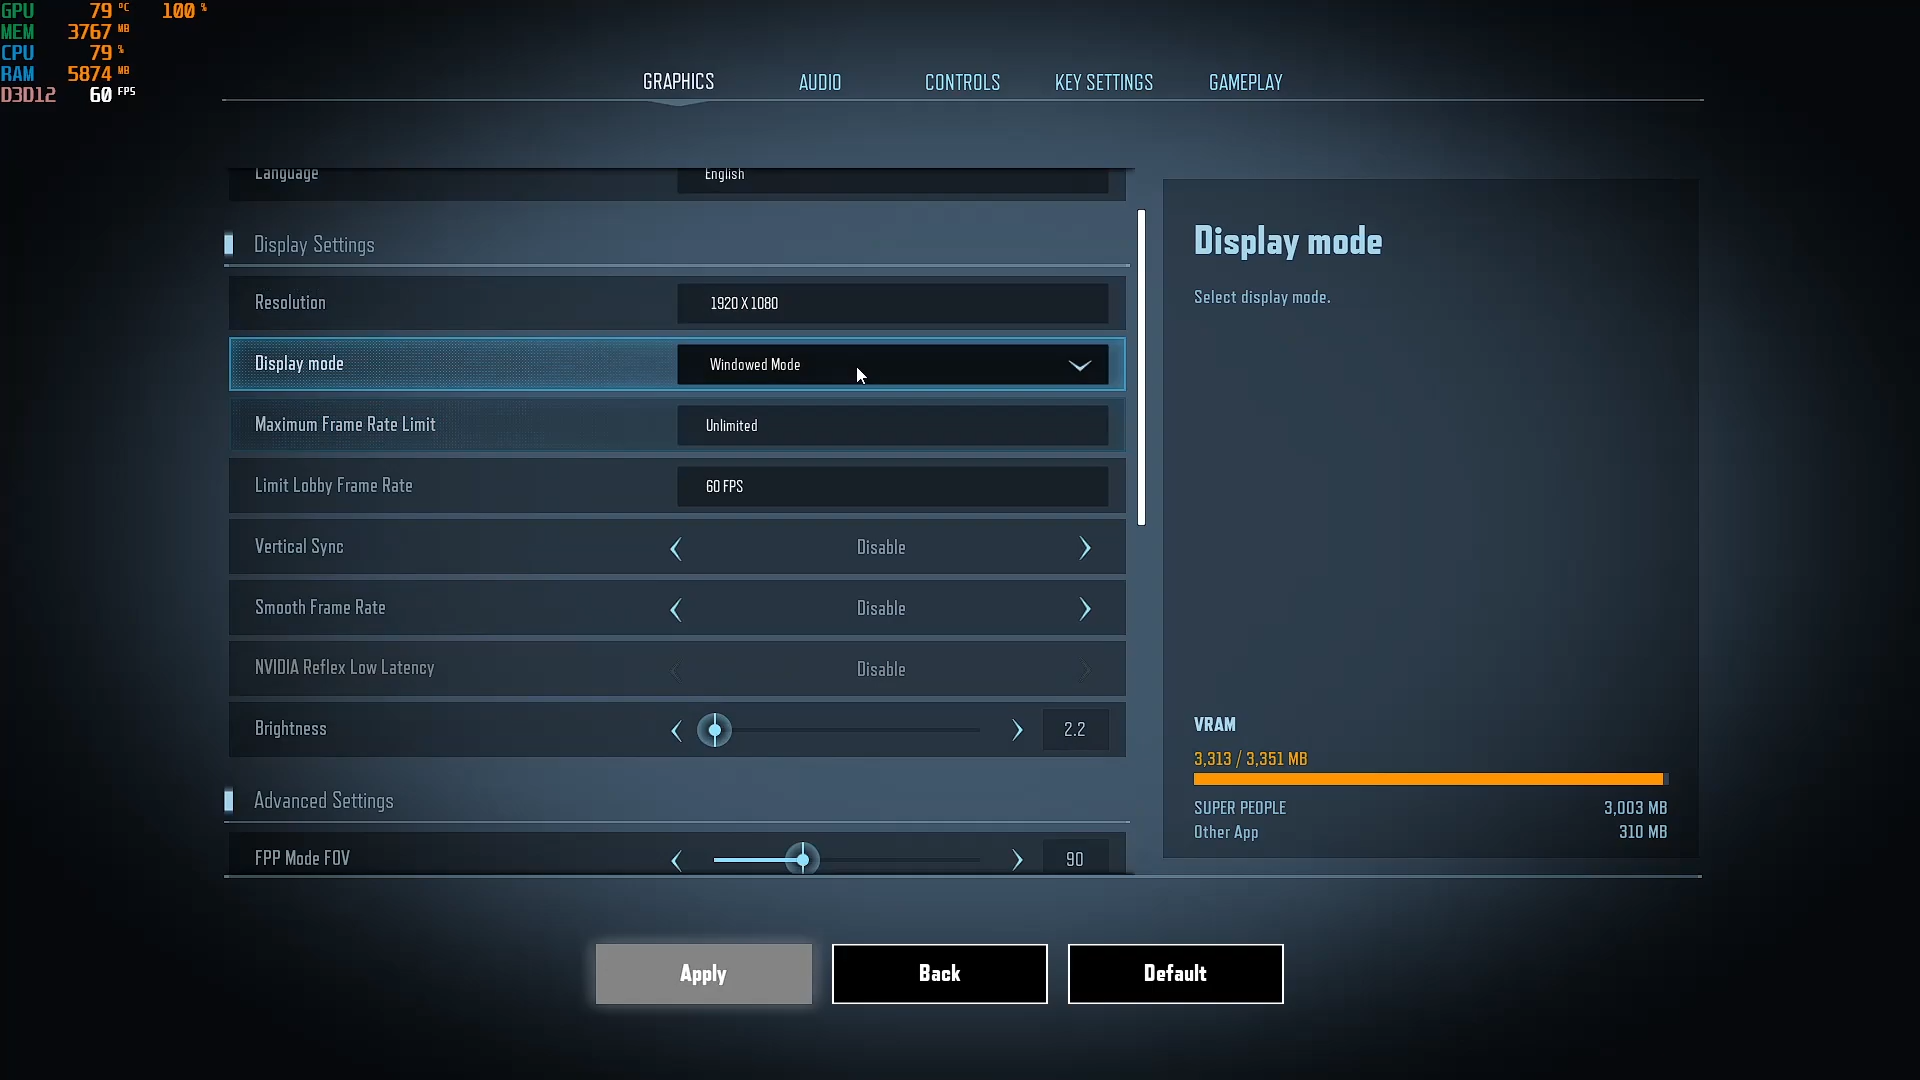 GPU 79 °C 100 %
MEM 3767 MB
CPU 79 %
RAM 5874 MB
D3D12 60 FPS
GRAPHICS AUDIO CONTROLS KEY SETTINGS GAMEPLAY
Language English
Display Settings
Resolution 1920 X 1080
Display mode Windowed Mode
Maximum Frame Rate Limit Unlimited
Limit Lobby Frame Rate 60 FPS
Vertical Sync Disable
Smooth Frame Rate Disable
NVIDIA Reflex Low Latency Disable
Brightness 2.2
Advanced Settings
FPP Mode FOV 90
Display mode
Select display mode.
VRAM
3,313 / 3,351 MB
SUPER PEOPLE 3,003 MB
Other App 310 MB
Apply Back Default